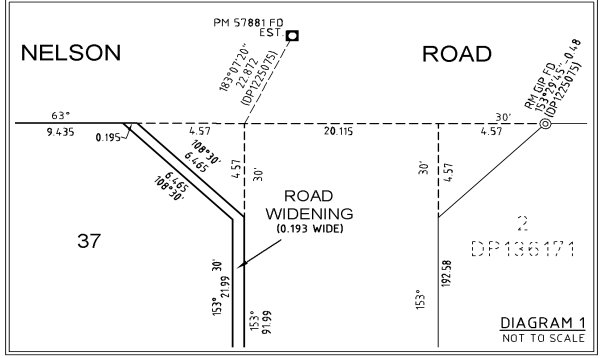 PM 57881 FD
EST.
NELSON
ROAD
183°07'20"
22.872
(DP1225075)
RM GIP FD
153°29'45"-0.48
(DP1225075)
63°
30'
9.435
0.195
4.57
20.115
4.57
108°30'
6.465
6.465
108°30'
4.57
30'
30'
4.57
ROAD
WIDENING
(0.193 WIDE)
37
2
DP136171
153°
21.99
30'
153°
91.99
153°
192.58
DIAGRAM 1
NOT TO SCALE